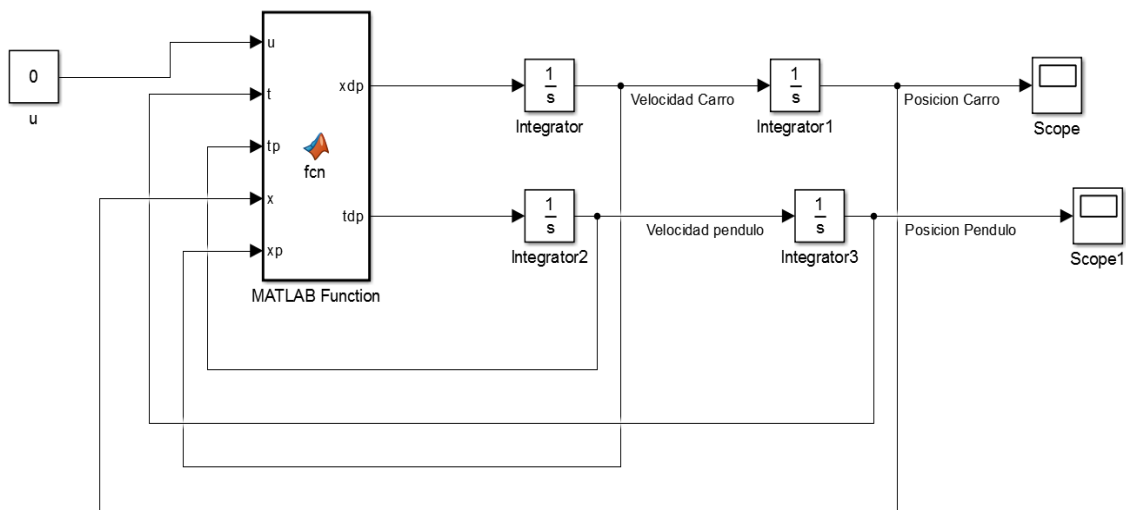 0
u
u
t
tp
x
xp
fcn
xdp
tdp
MATLAB Function
1
s
Integrator
Velocidad Carro
1
s
Integrator1
Posicion Carro
Scope
1
s
Integrator2
Velocidad pendulo
1
s
Integrator3
Posicion Pendulo
Scope1